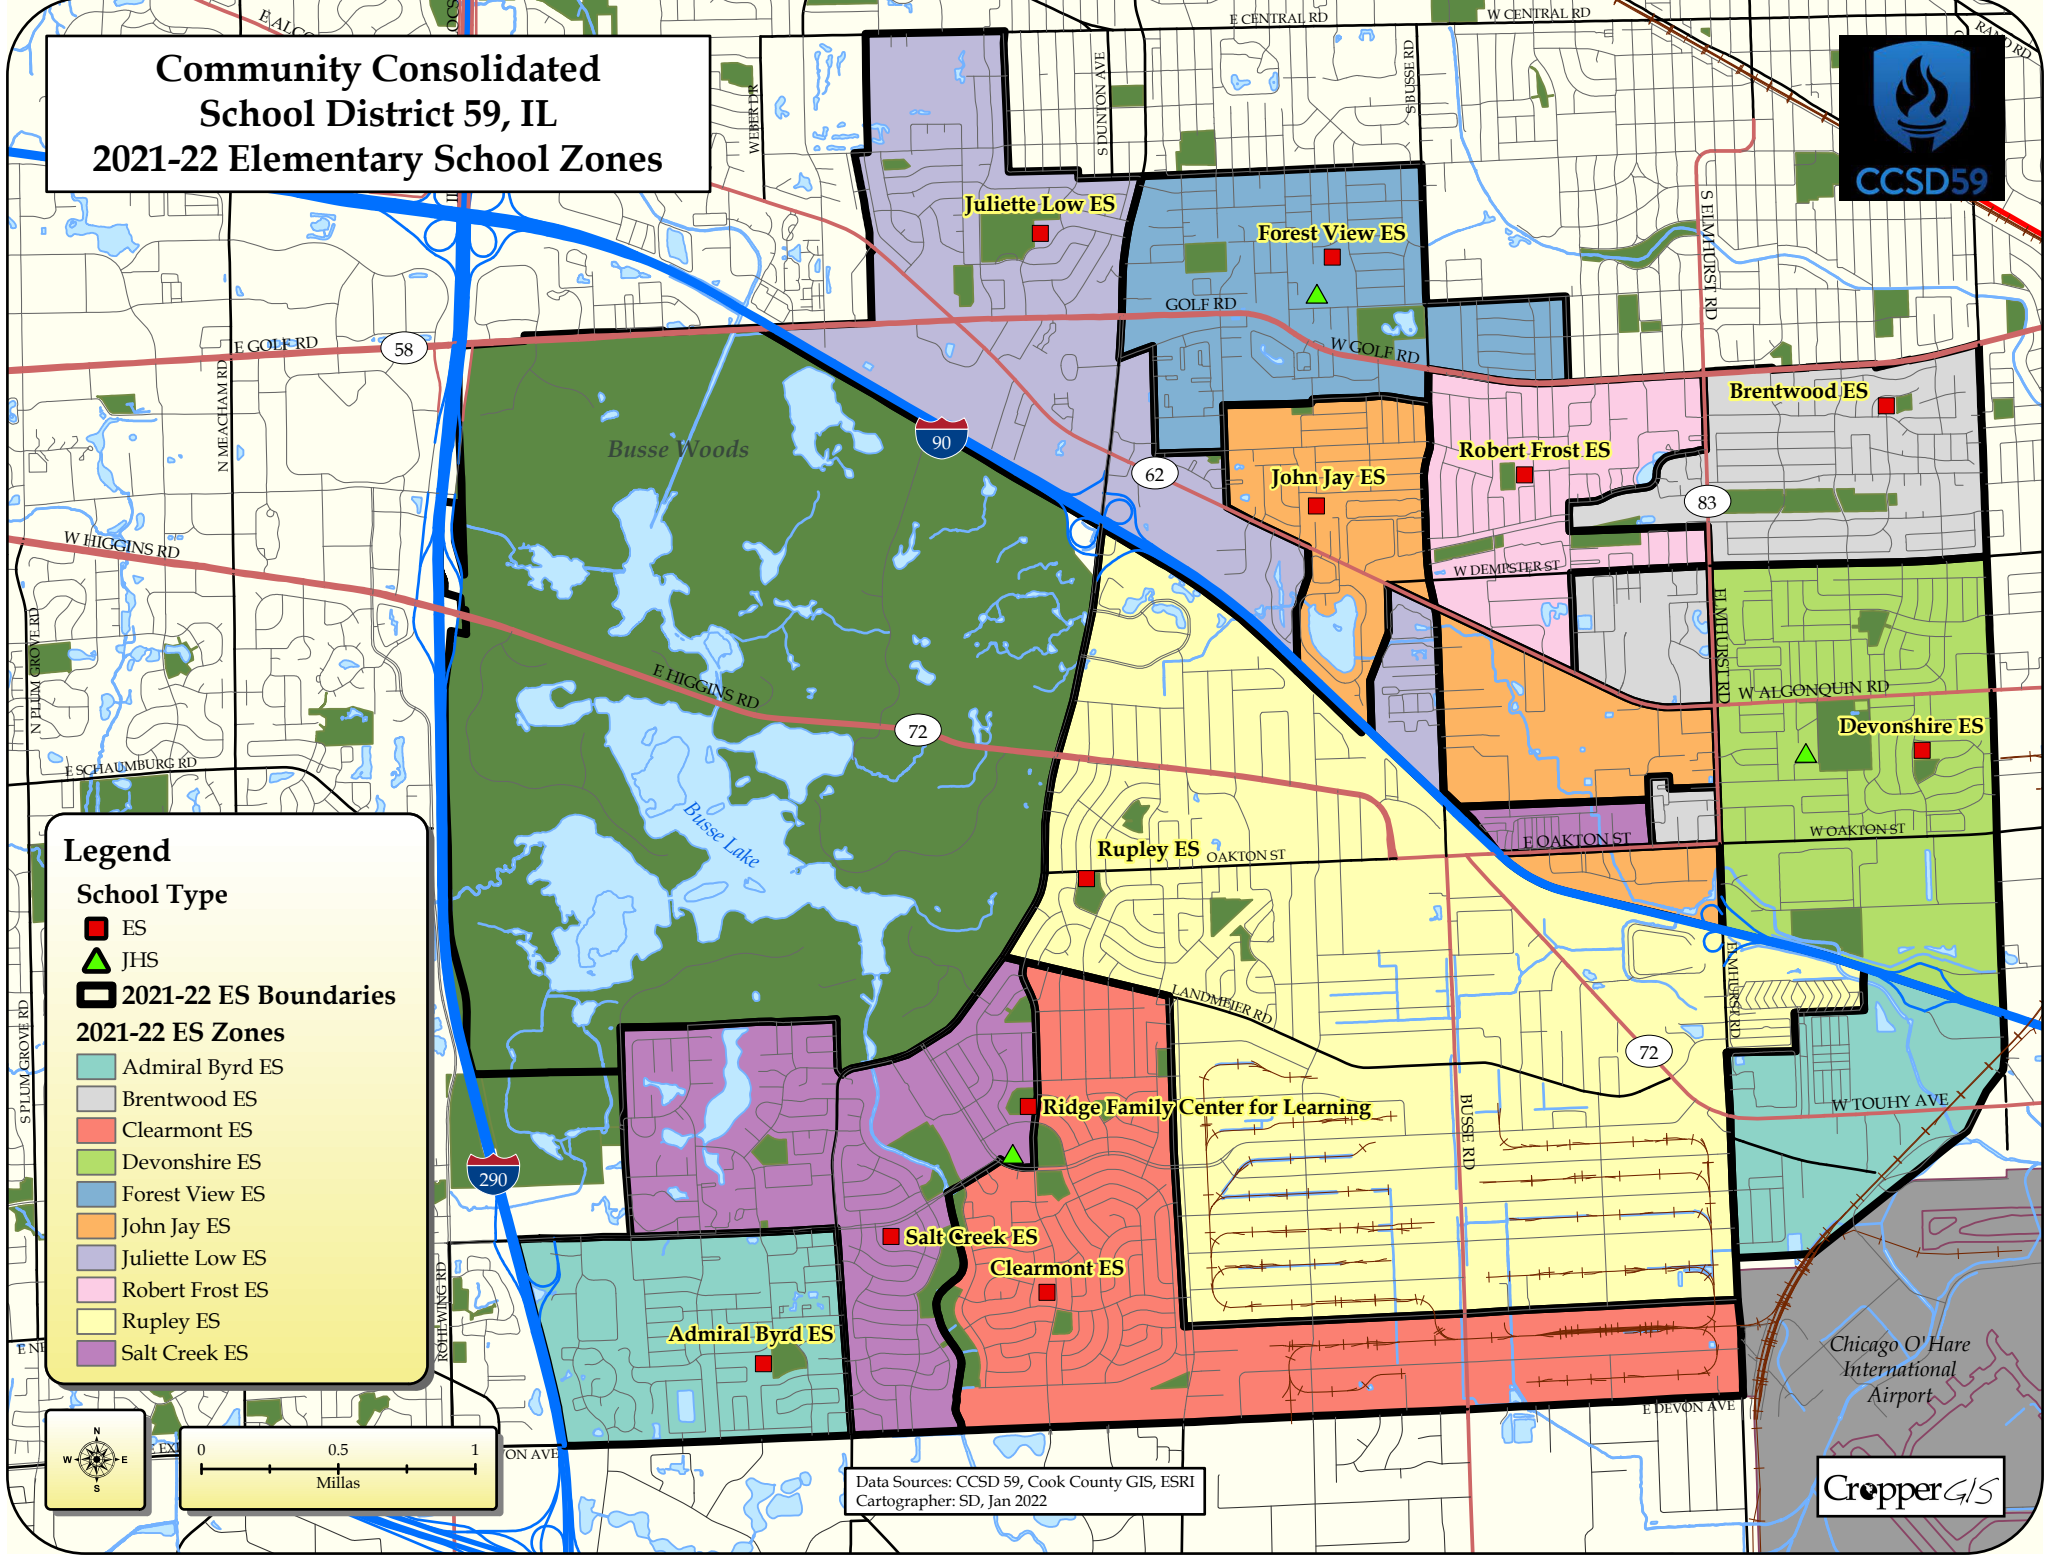 Community Consolidated
School District 59, IL
2021-22 Elementary School Zones
E CENTRAL RD
W CENTRAL RD
RAND RD
WEBER DR
S DUNTON AVE
S BUSSE RD
CCSD59
Juliette Low ES
Forest View ES
S ELMHURST RD
GOLF RD
W GOLF RD
E GOLF RD
58
N MEACHAM RD
Brentwood ES
Busse Woods
90
62
Robert Frost ES
John Jay ES
83
W HIGGINS RD
W DEMPSTER ST
ELMHURST RD
N PLUM GROVE RD
E HIGGINS RD
72
W ALGONQUIN RD
Devonshire ES
E SCHAUMBURG RD
Busse Lake
Rupley ES
OAKTON ST
E OAKTON ST
W OAKTON ST
Legend
School Type
ES
JHS
2021-22 ES Boundaries
2021-22 ES Zones
Admiral Byrd ES
Brentwood ES
Clearmont ES
Devonshire ES
Forest View ES
John Jay ES
Juliette Low ES
Robert Frost ES
Rupley ES
Salt Creek ES
S PLUM GROVE RD
LANDMEIER RD
ELMHURST RD
72
Ridge Family Center for Learning
W TOUHY AVE
BUSSE RD
290
Salt Creek ES
Clearmont ES
ROHLWING RD
Admiral Byrd ES
Chicago O'Hare
International
Airport
E DEVON AVE
N
W E
S
0 0.5 1
Millas
ON AVE
Data Sources: CCSD 59, Cook County GIS, ESRI
Cartographer: SD, Jan 2022
Cropper GIS